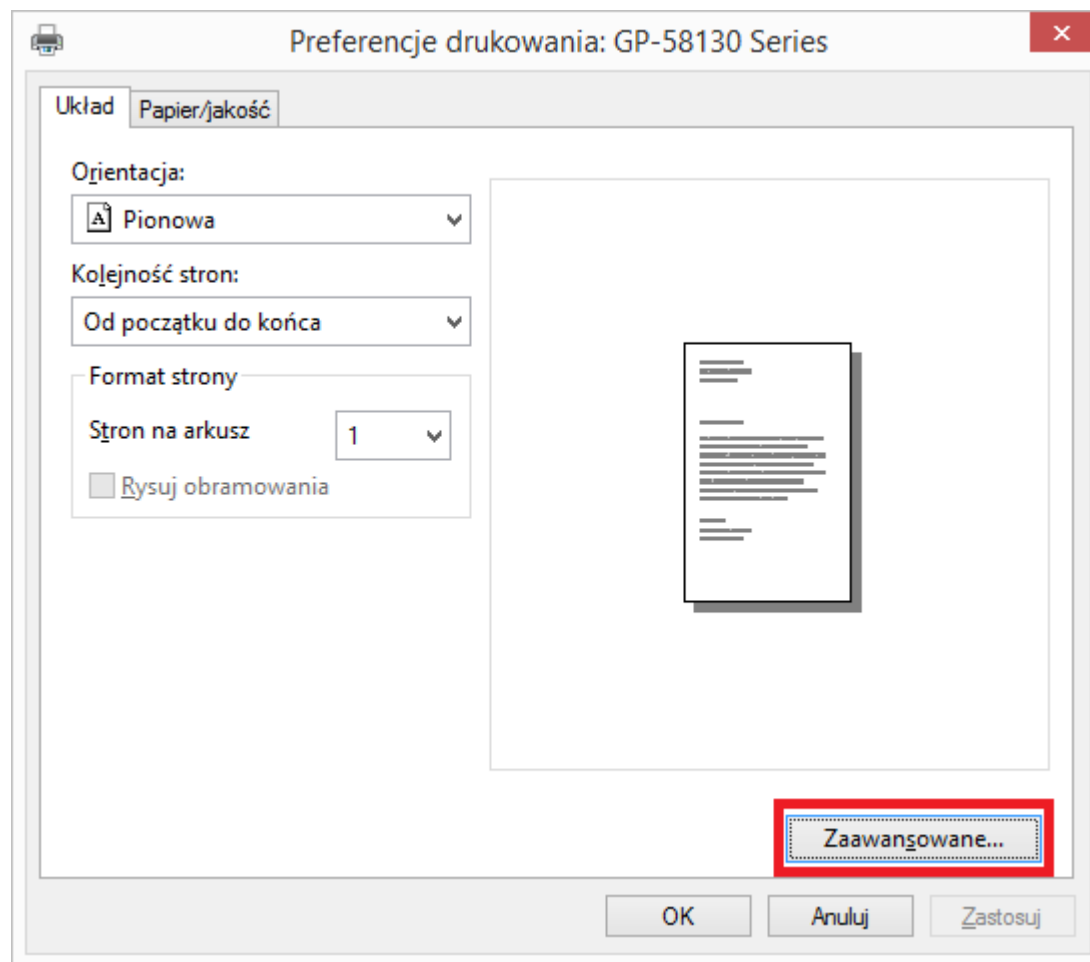 Preferencje drukowania: GP-58130 Series
Układ
Papier/jakość
Orientacja:
Pionowa
Kolejność stron:
Od początku do końca
Format strony
Stron na arkusz
1
Rysuj obramowania
Zaawansowane...
OK
Anuluj
Zastosuj